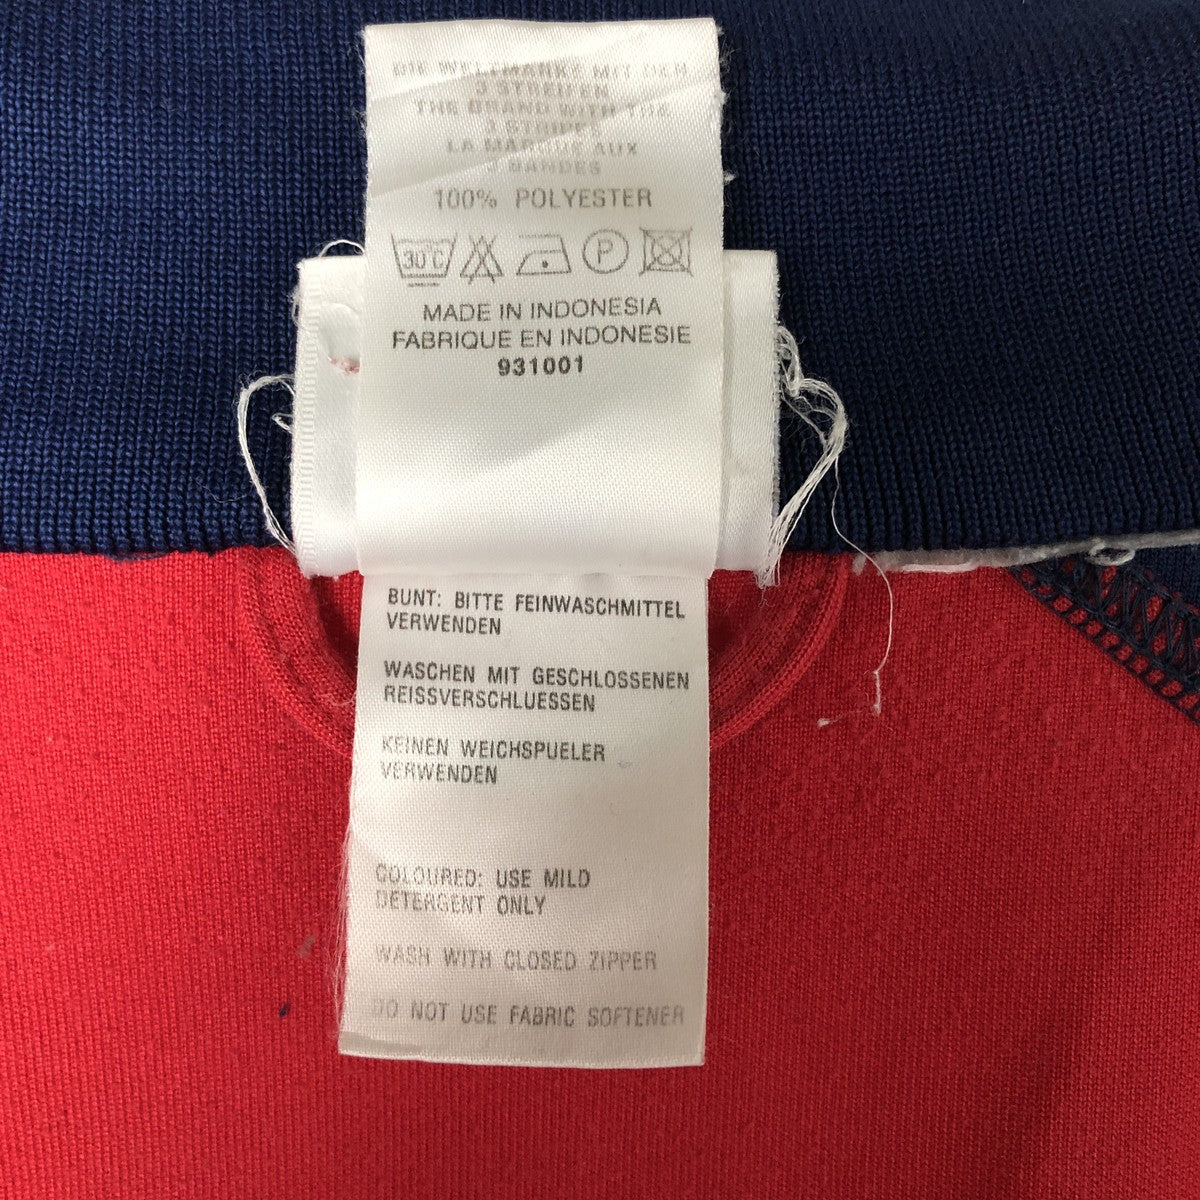 DIE WELTMARKE MIT DEN
3 STREIFEN
THE BRAND WITH THE
3 STRIPES
LA MARQUE AUX
3 BANDES
100% POLYESTER
30°C P
MADE IN INDONESIA
FABRIQUE EN INDONESIE
931001
BUNT: BITTE FEINWASCHMITTEL
VERWENDEN
WASCHEN MIT GESCHLOSSENEN
REISSVERSCHLUESSEN
KEINEN WEICHSPUELER
VERWENDEN
COLOURED: USE MILD
DETERGENT ONLY
WASH WITH CLOSED ZIPPER
DO NOT USE FABRIC SOFTENER